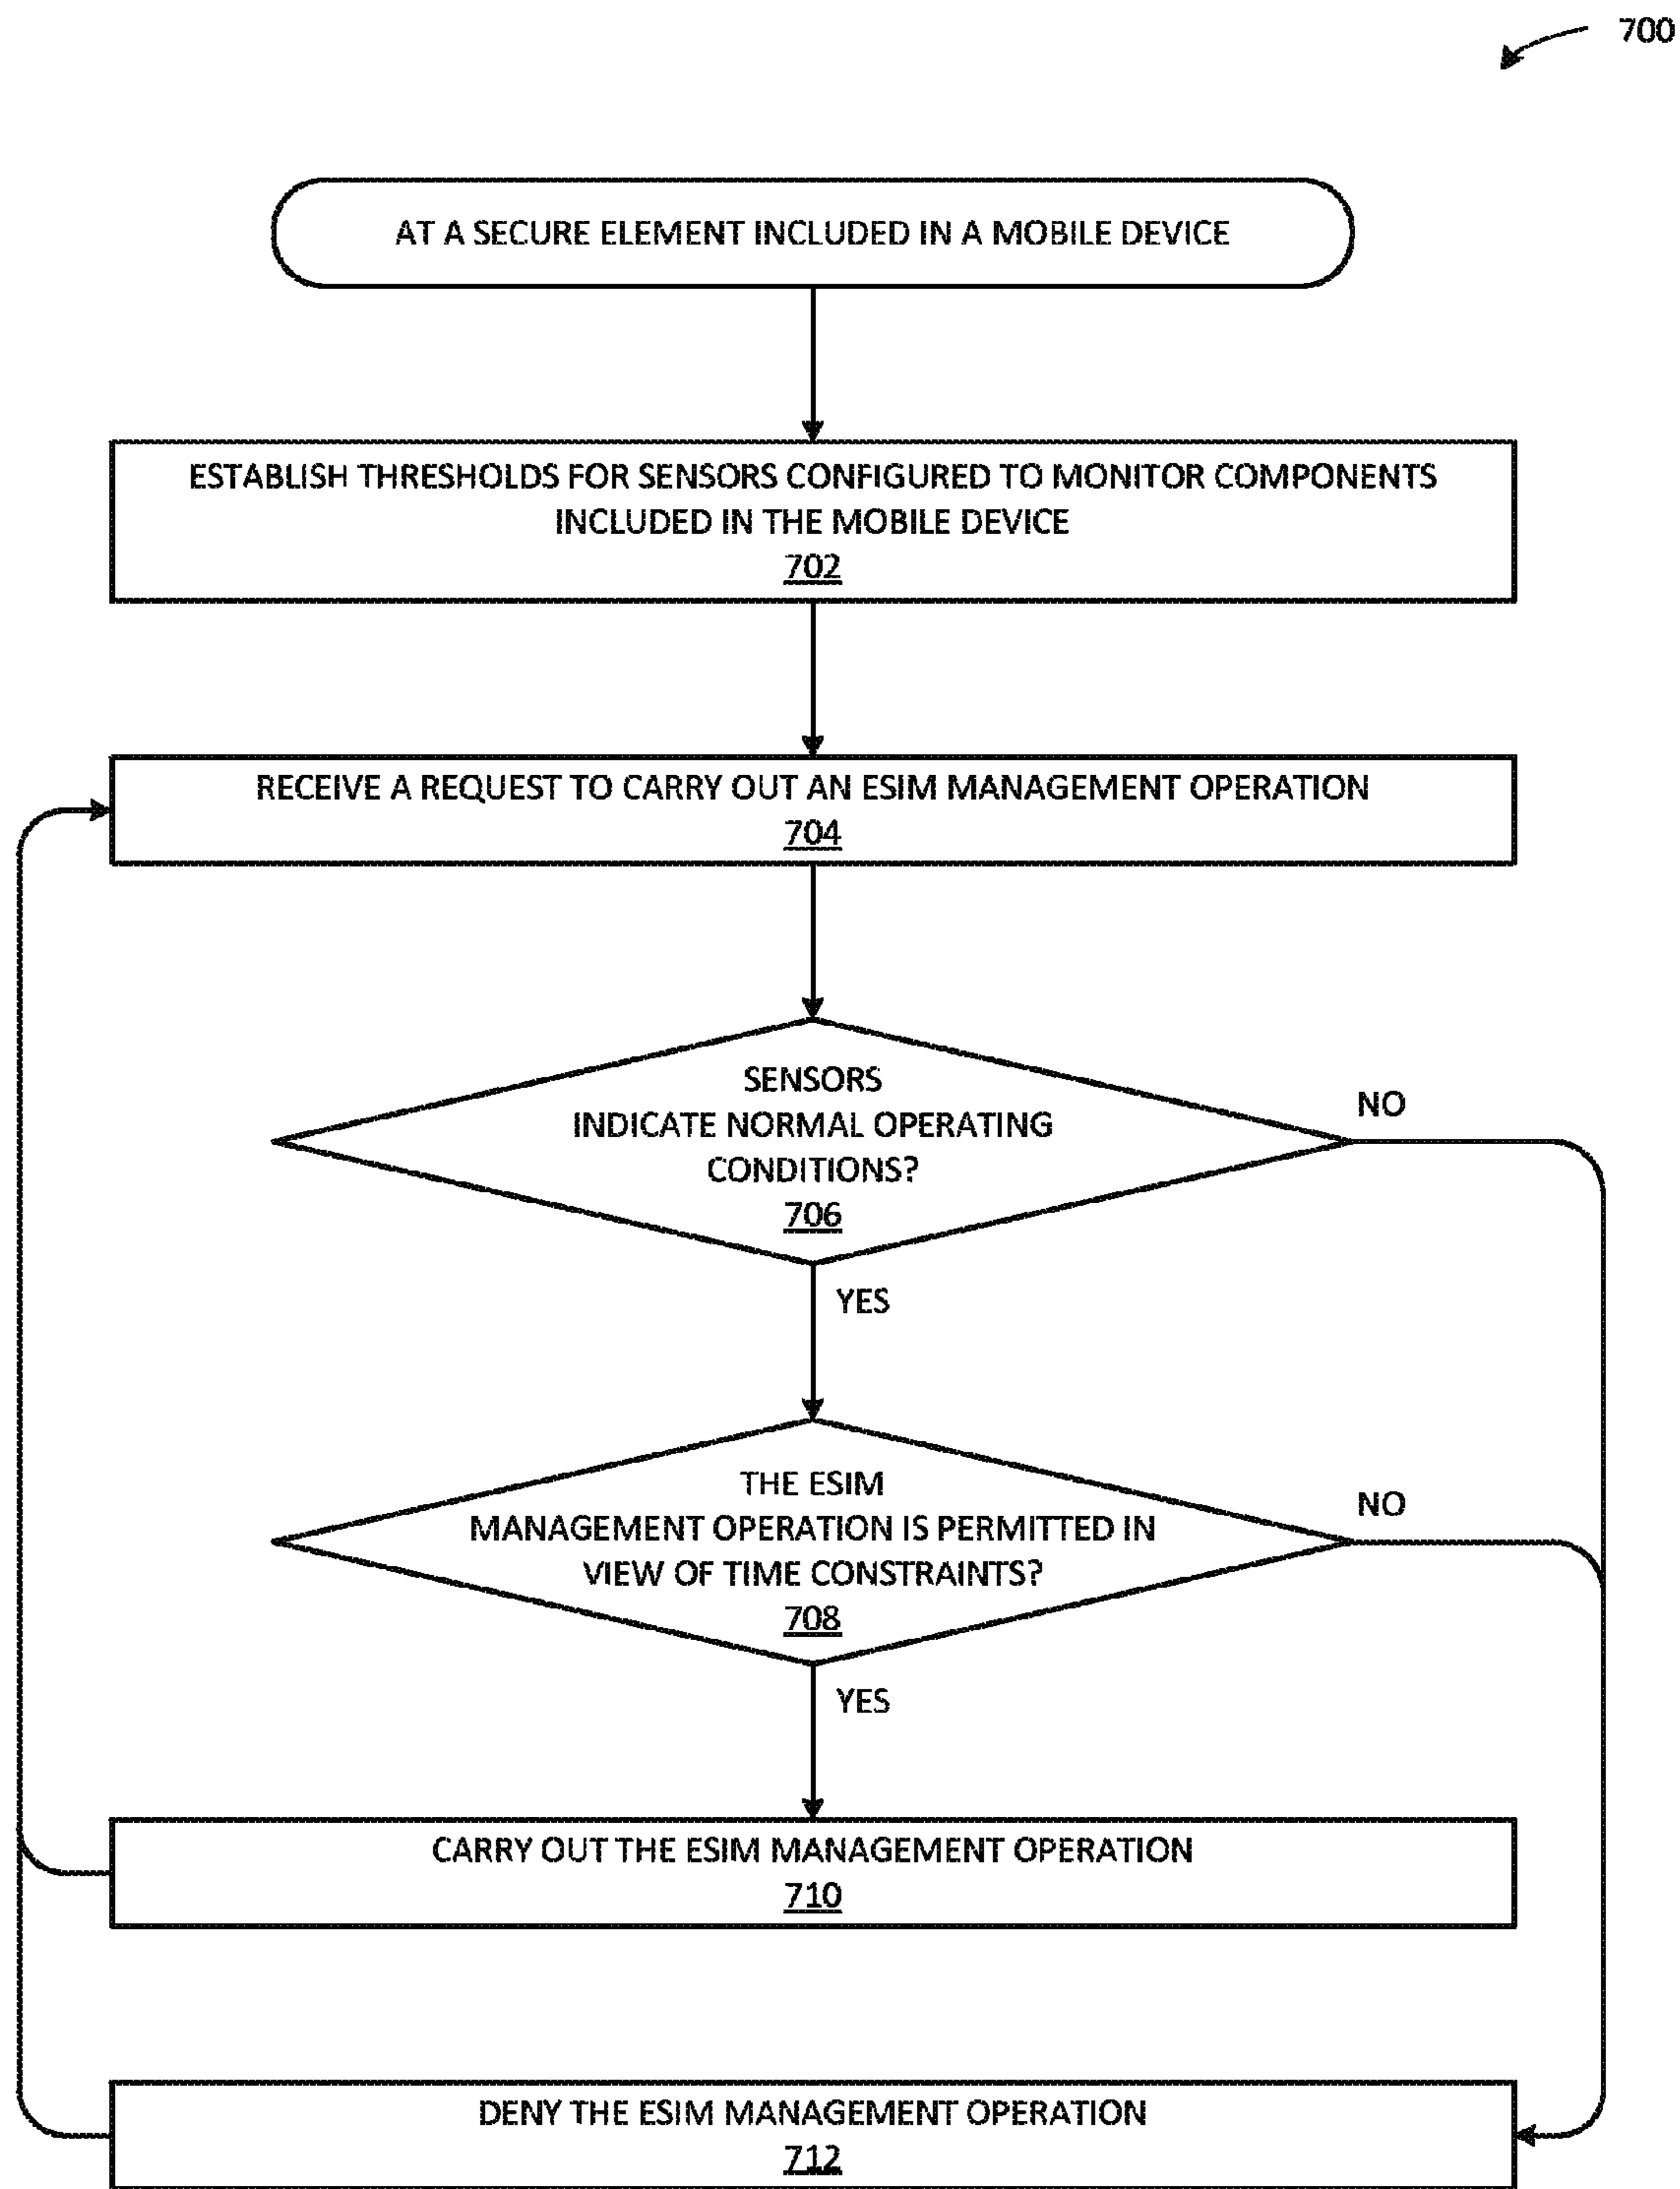 700
AT A SECURE ELEMENT INCLUDED IN A MOBILE DEVICE
ESTABLISH THRESHOLDS FOR SENSORS CONFIGURED TO MONITOR COMPONENTS
INCLUDED IN THE MOBILE DEVICE
702
RECEIVE A REQUEST TO CARRY OUT AN ESIM MANAGEMENT OPERATION
704
SENSORS
INDICATE NORMAL OPERATING
CONDITIONS?
706
NO
YES
THE ESIM
MANAGEMENT OPERATION IS PERMITTED IN
VIEW OF TIME CONSTRAINTS?
708
NO
YES
CARRY OUT THE ESIM MANAGEMENT OPERATION
710
DENY THE ESIM MANAGEMENT OPERATION
712